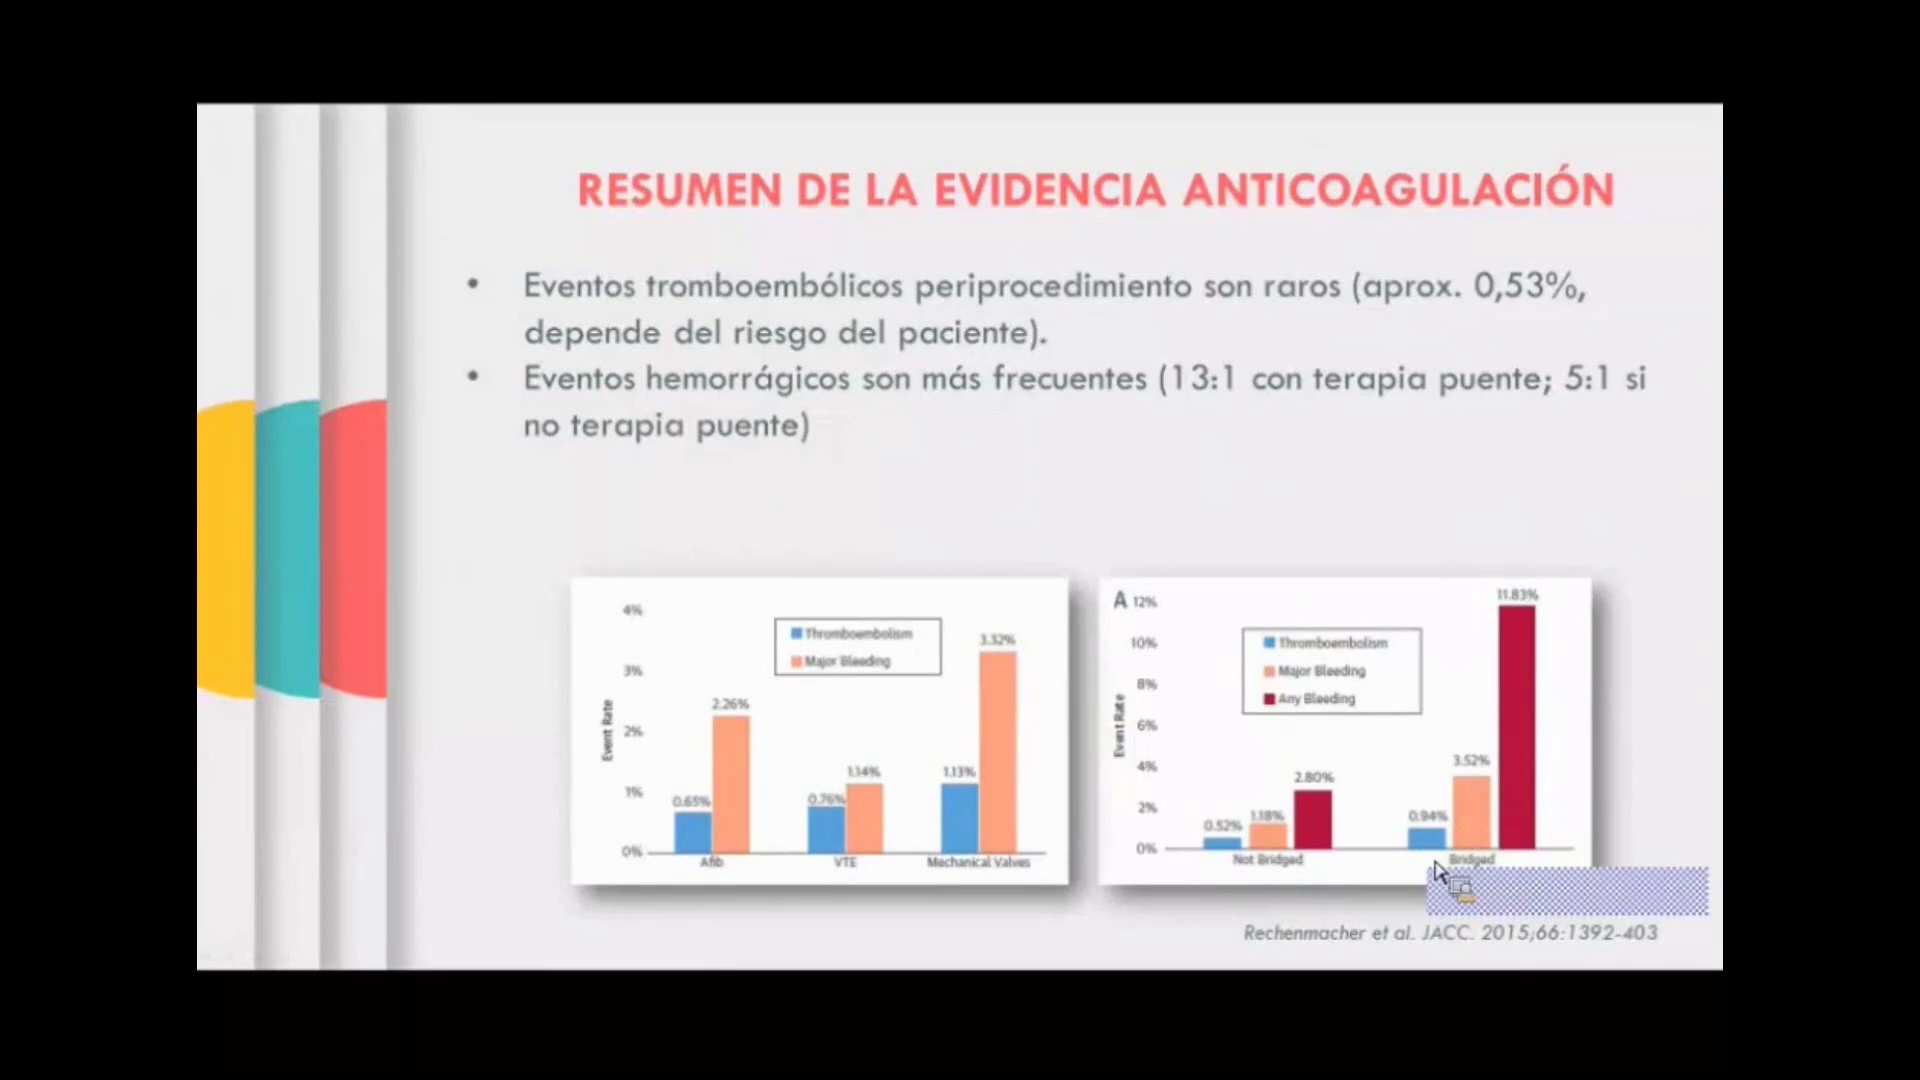 RESUMEN DE LA EVIDENCIA ANTICOAGULACIÓN
• Eventos tromboembólicos periprocedimiento son raros (aprox. 0,53%,
depende del riesgo del paciente).
• Eventos hemorrágicos son más frecuentes (13:1 con terapia puente; 5:1 si
no terapia puente)
4%
3%
2%
1%
0%
Event Rate
Thromboembolism
Major Bleeding
0.65%
2.26%
0.76%
1.14%
1.13%
3.32%
Afib
VTE
Mechanical Valves
A
12%
10%
8%
6%
4%
2%
0%
Event Rate
Thromboembolism
Major Bleeding
Any Bleeding
0.52%
1.18%
2.80%
0.94%
3.52%
11.83%
Not Bridged
Bridged
Rechenmacher et al. JACC. 2015;66:1392-403